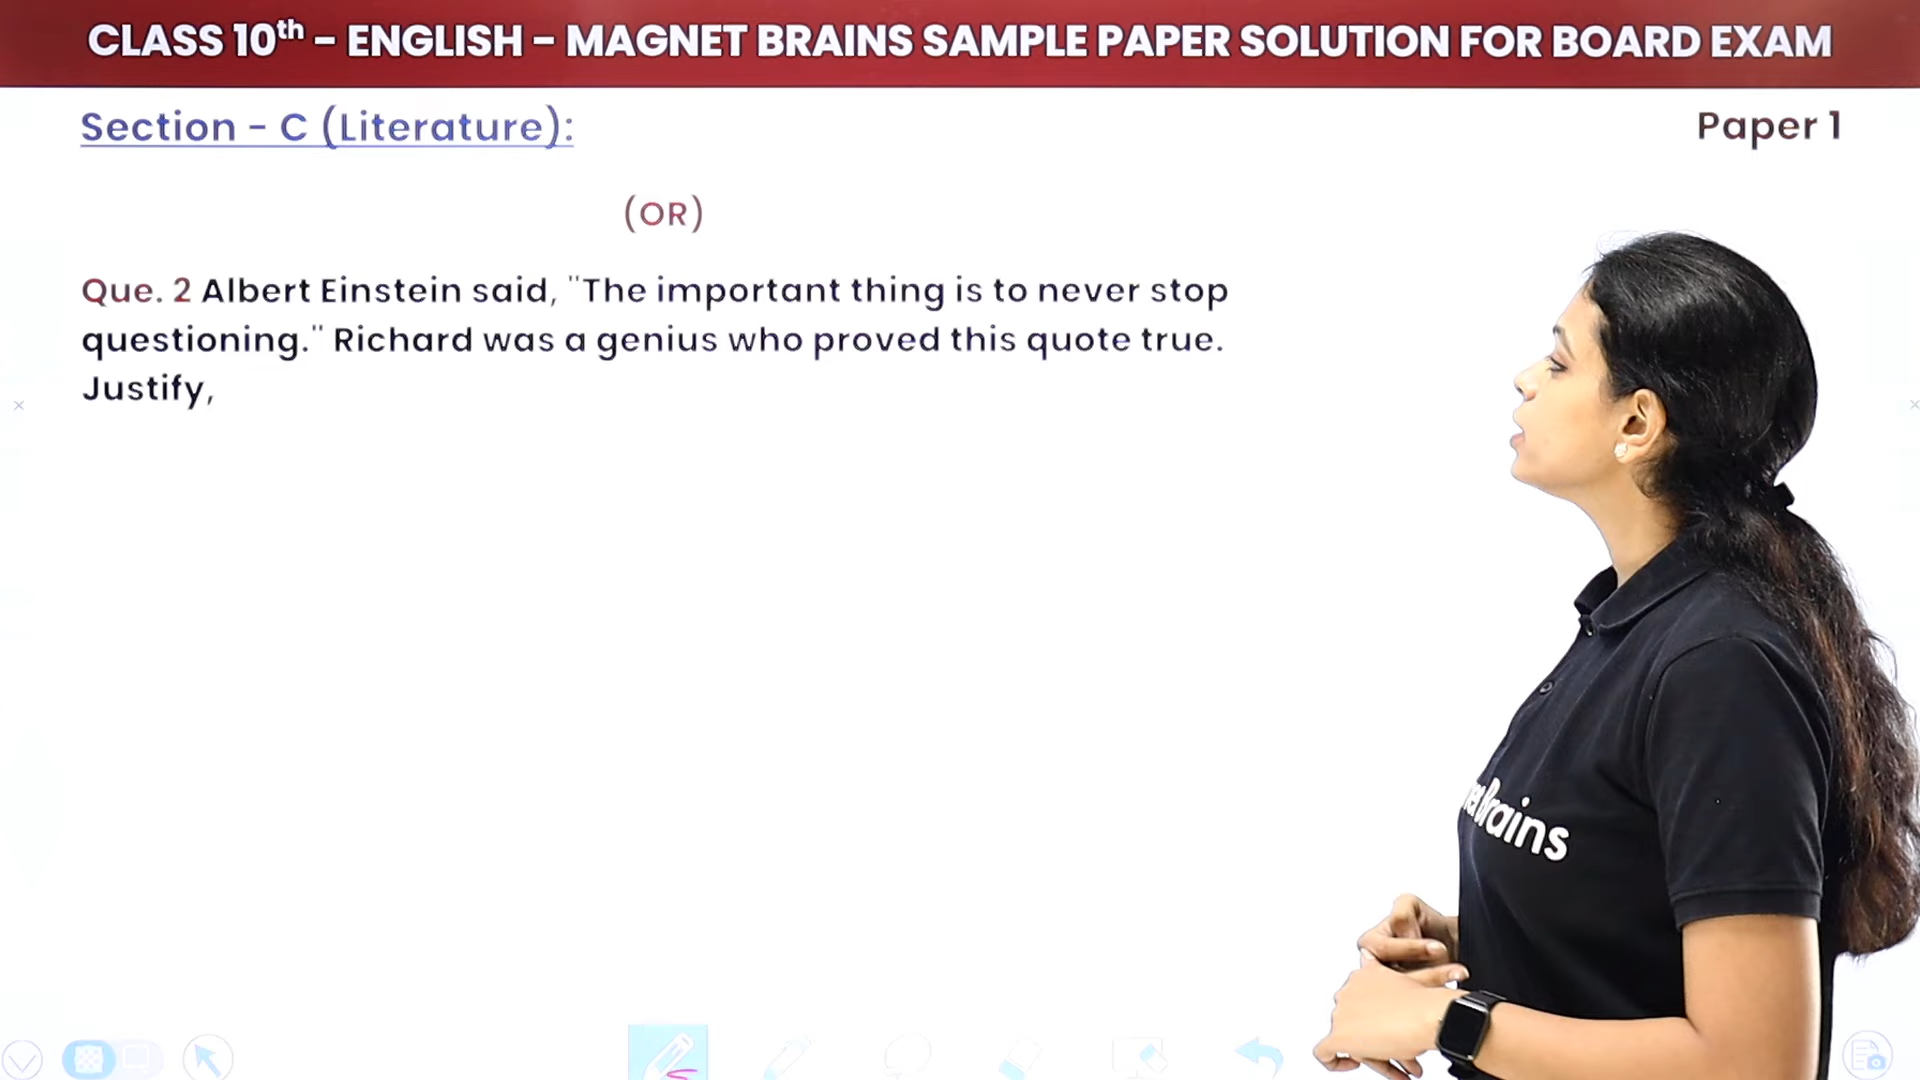 CLASS 10th - ENGLISH - MAGNET BRAINS SAMPLE PAPER SOLUTION FOR BOARD EXAM
Section - C (Literature):
Paper 1
(OR)
Que. 2 Albert Einstein said, "The important thing is to never stop
questioning." Richard was a genius who proved this quote true.
Justify,
Brains